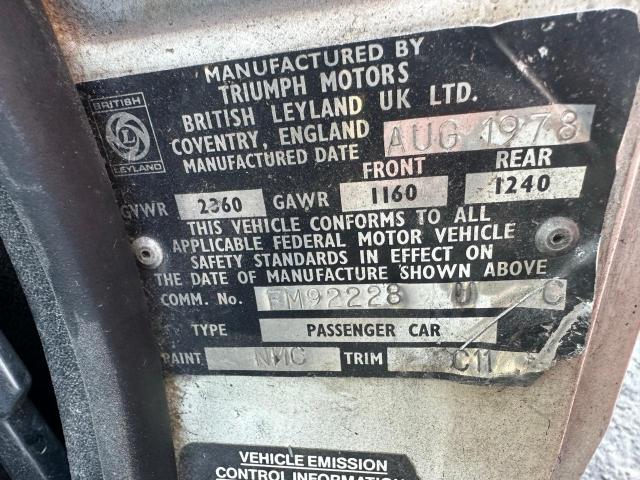 MANUFACTURED BY
TRIUMPH MOTORS
BRITISH LEYLAND UK LTD.
COVENTRY, ENGLAND
MANUFACTURED DATE AUG 1978
BRITISH
L
LEYLAND
FRONT REAR
GVWR 2360 GAWR 1160 1240
THIS VEHICLE CONFORMS TO ALL
APPLICABLE FEDERAL MOTOR VEHICLE
SAFETY STANDARDS IN EFFECT ON
THE DATE OF MANUFACTURE SHOWN ABOVE
COMM. No. FM92228 U C
TYPE PASSENGER CAR
PAINT NMC TRIM C11
VEHICLE EMISSION
CONTROL INFORMATION